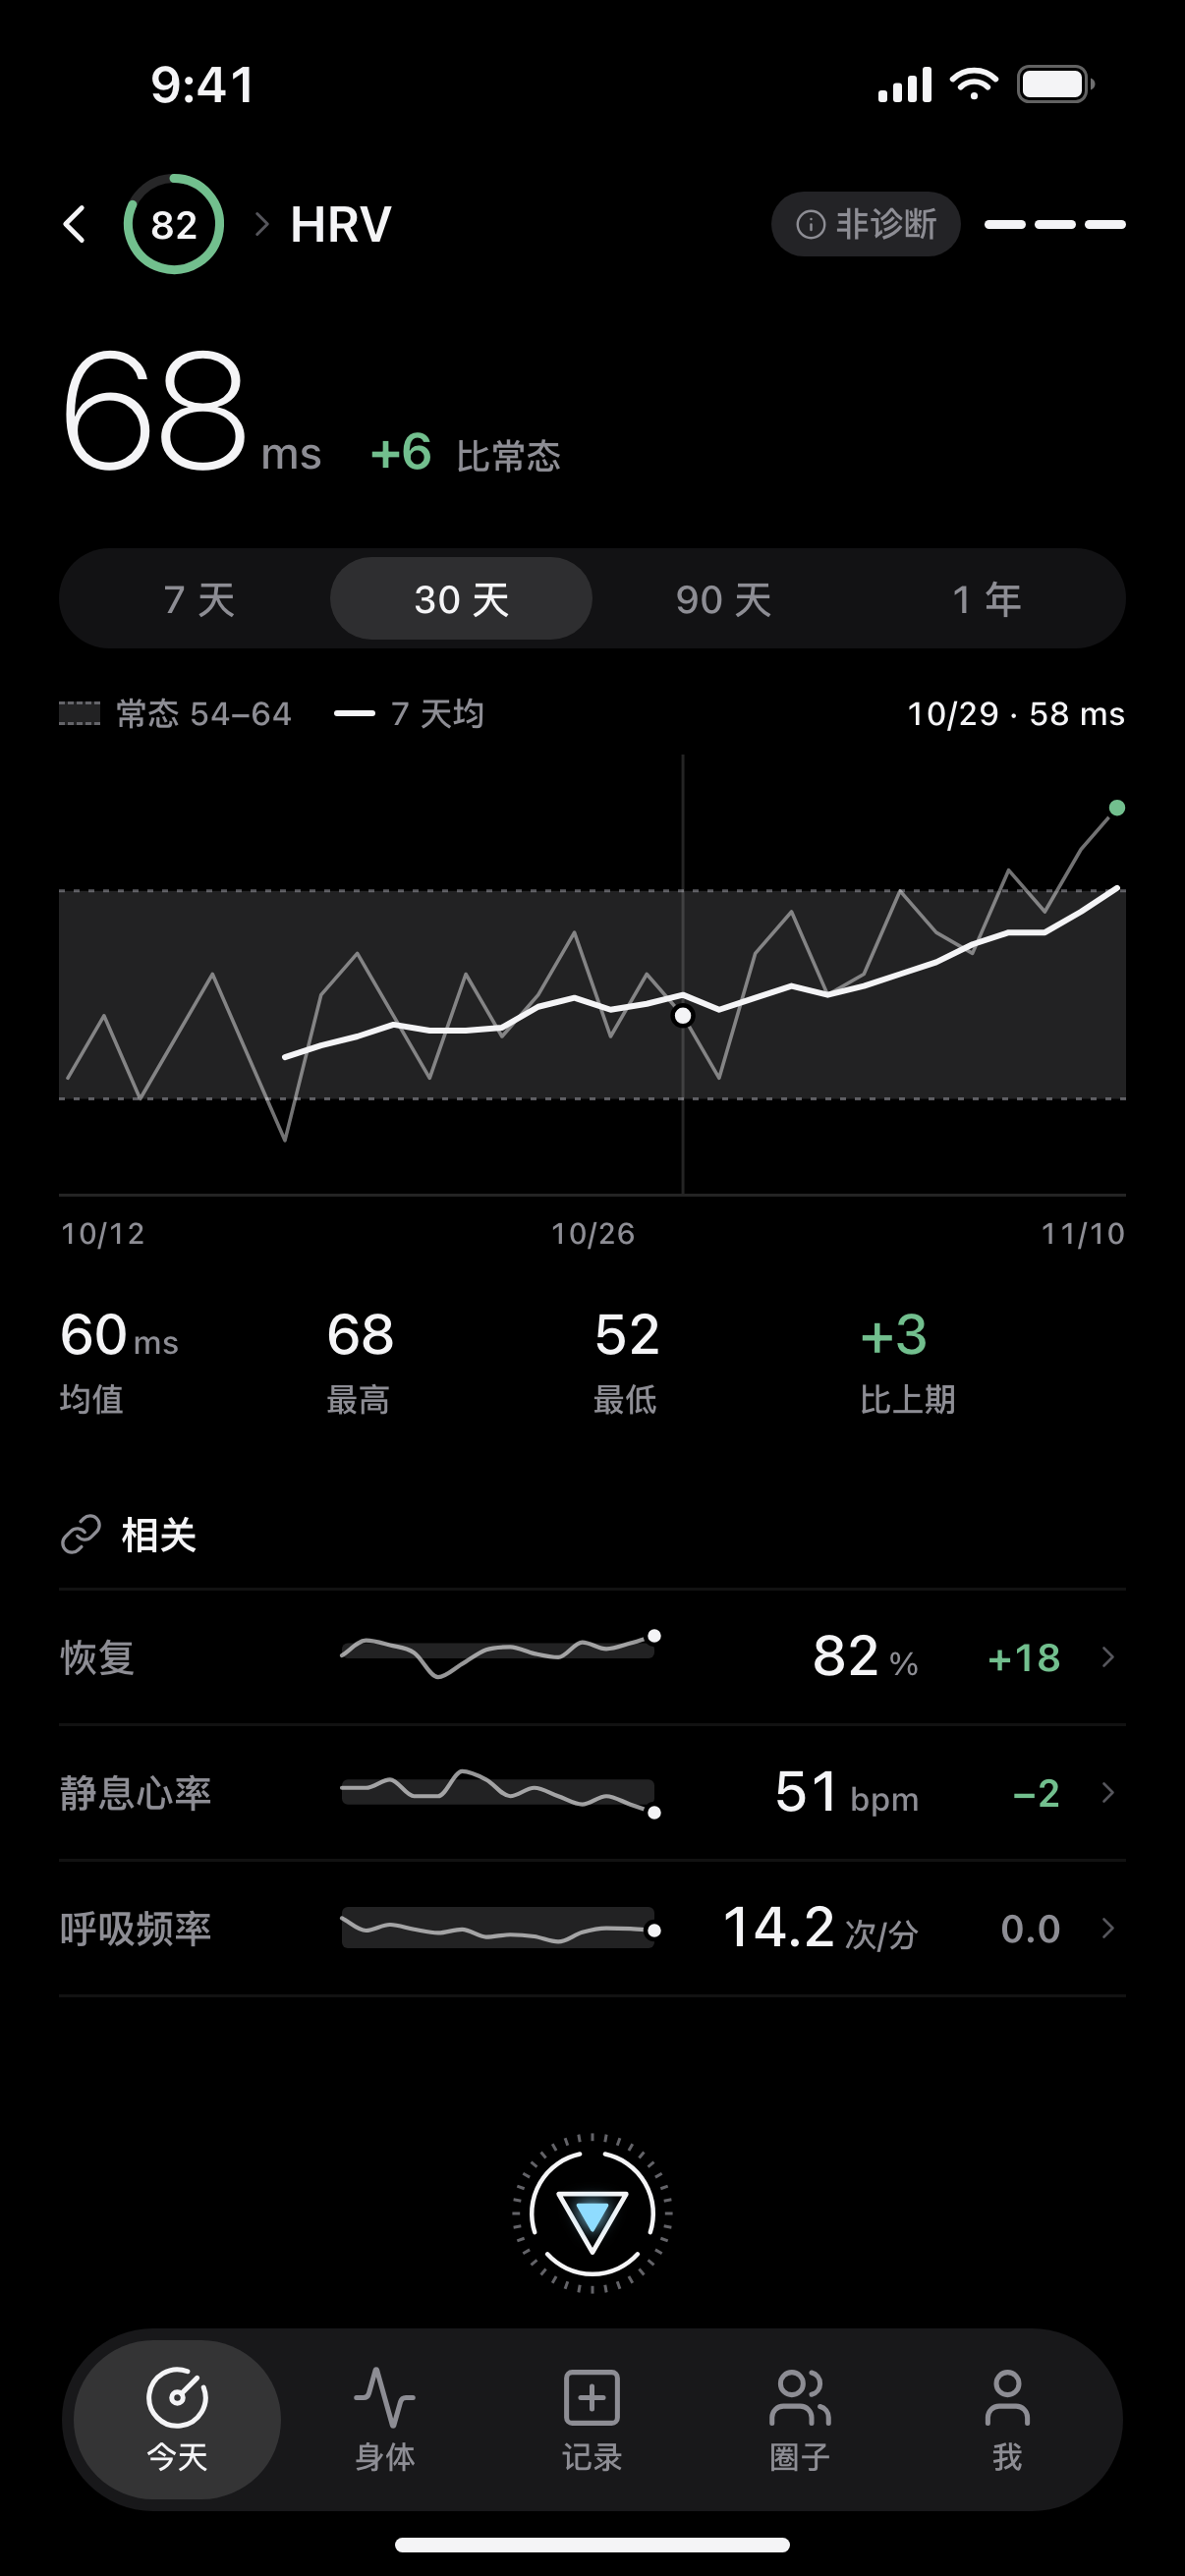 9:41
82 HRV 非诊断
68 ms +6 比常态
7 天 30 天 90 天 1 年
常态 54–64 7 天均 10/29 · 58 ms
10/12 10/26 11/10
60 ms 68 52 +3
均值 最高 最低 比上期
相关
恢复 82 % +18
静息心率 51 bpm −2
呼吸频率 14.2 次/分 0.0
今天 身体 记录 圈子 我